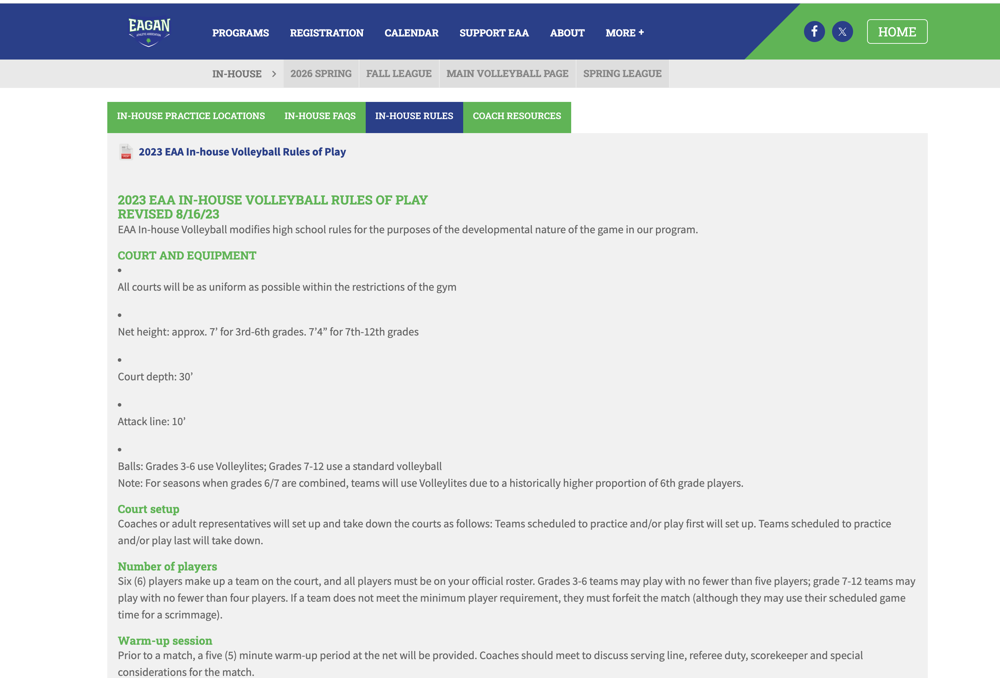 EAGAN
ATHLETIC ASSOCIATION
PROGRAMS
REGISTRATION
CALENDAR
SUPPORT EAA
ABOUT
MORE +
HOME
IN-HOUSE >
2026 SPRING
FALL LEAGUE
MAIN VOLLEYBALL PAGE
SPRING LEAGUE
IN-HOUSE PRACTICE LOCATIONS
IN-HOUSE FAQS
IN-HOUSE RULES
COACH RESOURCES
PDF
2023 EAA In-house Volleyball Rules of Play
2023 EAA IN-HOUSE VOLLEYBALL RULES OF PLAY
REVISED 8/16/23
EAA In-house Volleyball modifies high school rules for the purposes of the developmental nature of the game in our program.
COURT AND EQUIPMENT
•
All courts will be as uniform as possible within the restrictions of the gym
•
Net height: approx. 7’ for 3rd-6th grades. 7’4” for 7th-12th grades
•
Court depth: 30’
•
Attack line: 10’
•
Balls: Grades 3-6 use Volleylites; Grades 7-12 use a standard volleyball
Note: For seasons when grades 6/7 are combined, teams will use Volleylites due to a historically higher proportion of 6th grade players.
Court setup
Coaches or adult representatives will set up and take down the courts as follows: Teams scheduled to practice and/or play first will set up. Teams scheduled to practice
and/or play last will take down.
Number of players
Six (6) players make up a team on the court, and all players must be on your official roster. Grades 3-6 teams may play with no fewer than five players; grade 7-12 teams may
play with no fewer than four players. If a team does not meet the minimum player requirement, they must forfeit the match (although they may use their scheduled game
time for a scrimmage).
Warm-up session
Prior to a match, a five (5) minute warm-up period at the net will be provided. Coaches should meet to discuss serving line, referee duty, scorekeeper and special
considerations for the match.